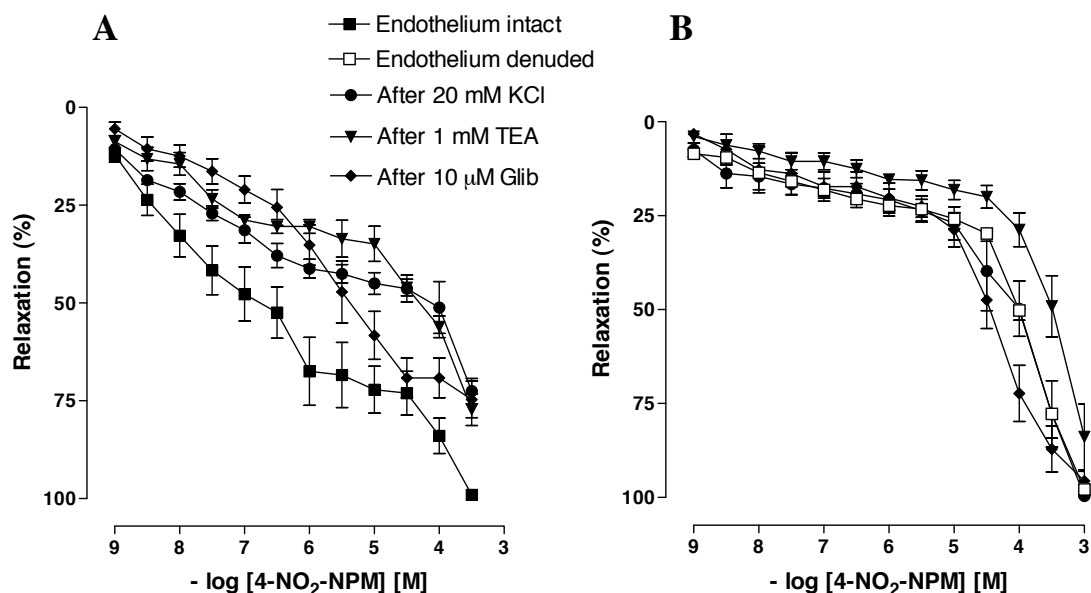 A
B
Endothelium intact
Endothelium denuded
After 20 mM KCl
After 1 mM TEA
After 10 μM Glib
Relaxation (%)
0
25
50
75
100
9 8 7 6 5 4 3
- log [4-NO₂-NPM] [M]
Relaxation (%)
0
25
50
75
100
9 8 7 6 5 4 3
- log [4-NO₂-NPM] [M]